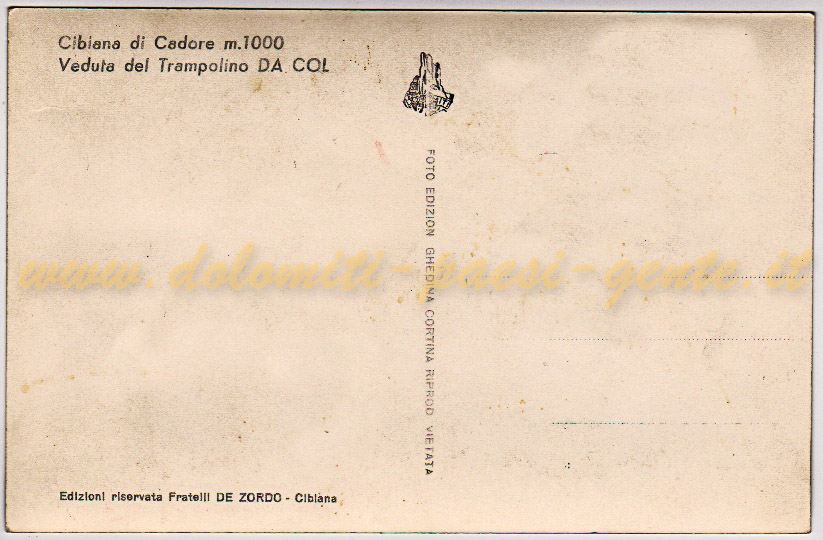 Cibiana di Cadore m.1000
Veduta del Trampolino DA COL
FOTO EDIZION GHEDINA CORTINA RIPROD VIETATA
www.dolomiti-paesi-gente.it
Edizioni riservata Fratelli DE ZORDO - Cibiana